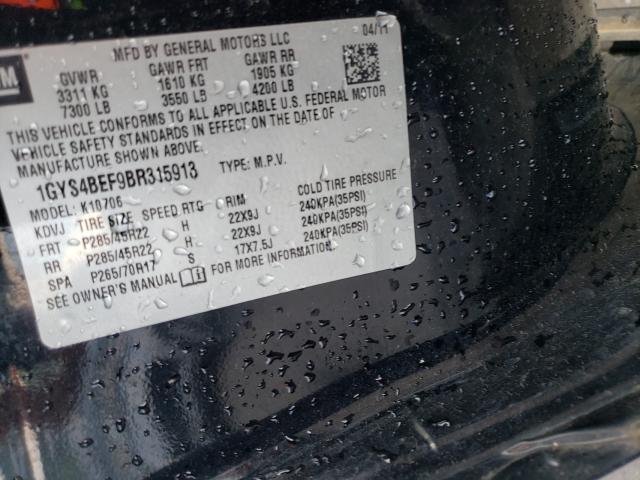 GM
MFD BY GENERAL MOTORS LLC 04/11
GVWR GAWR FRT GAWR RR
3311 KG 1610 KG 1905 KG
7300 LB 3550 LB 4200 LB
THIS VEHICLE CONFORMS TO ALL APPLICABLE U.S. FEDERAL MOTOR
VEHICLE SAFETY STANDARDS IN EFFECT ON THE DATE OF
MANUFACTURE SHOWN ABOVE.
1GYS4BEF9BR315913 TYPE: M.P.V.
MODEL: K10706
KDVJ TIRE SIZE SPEED RTG RIM COLD TIRE PRESSURE
FRT P285/45R22 H 22X9J 240KPA(35PSI)
RR P285/45R22 H 22X9J 240KPA(35PSI)
SPA P265/70R17 S 17X7.5J 240KPA(35PSI)
SEE OWNER'S MANUAL FOR MORE INFORMATION.